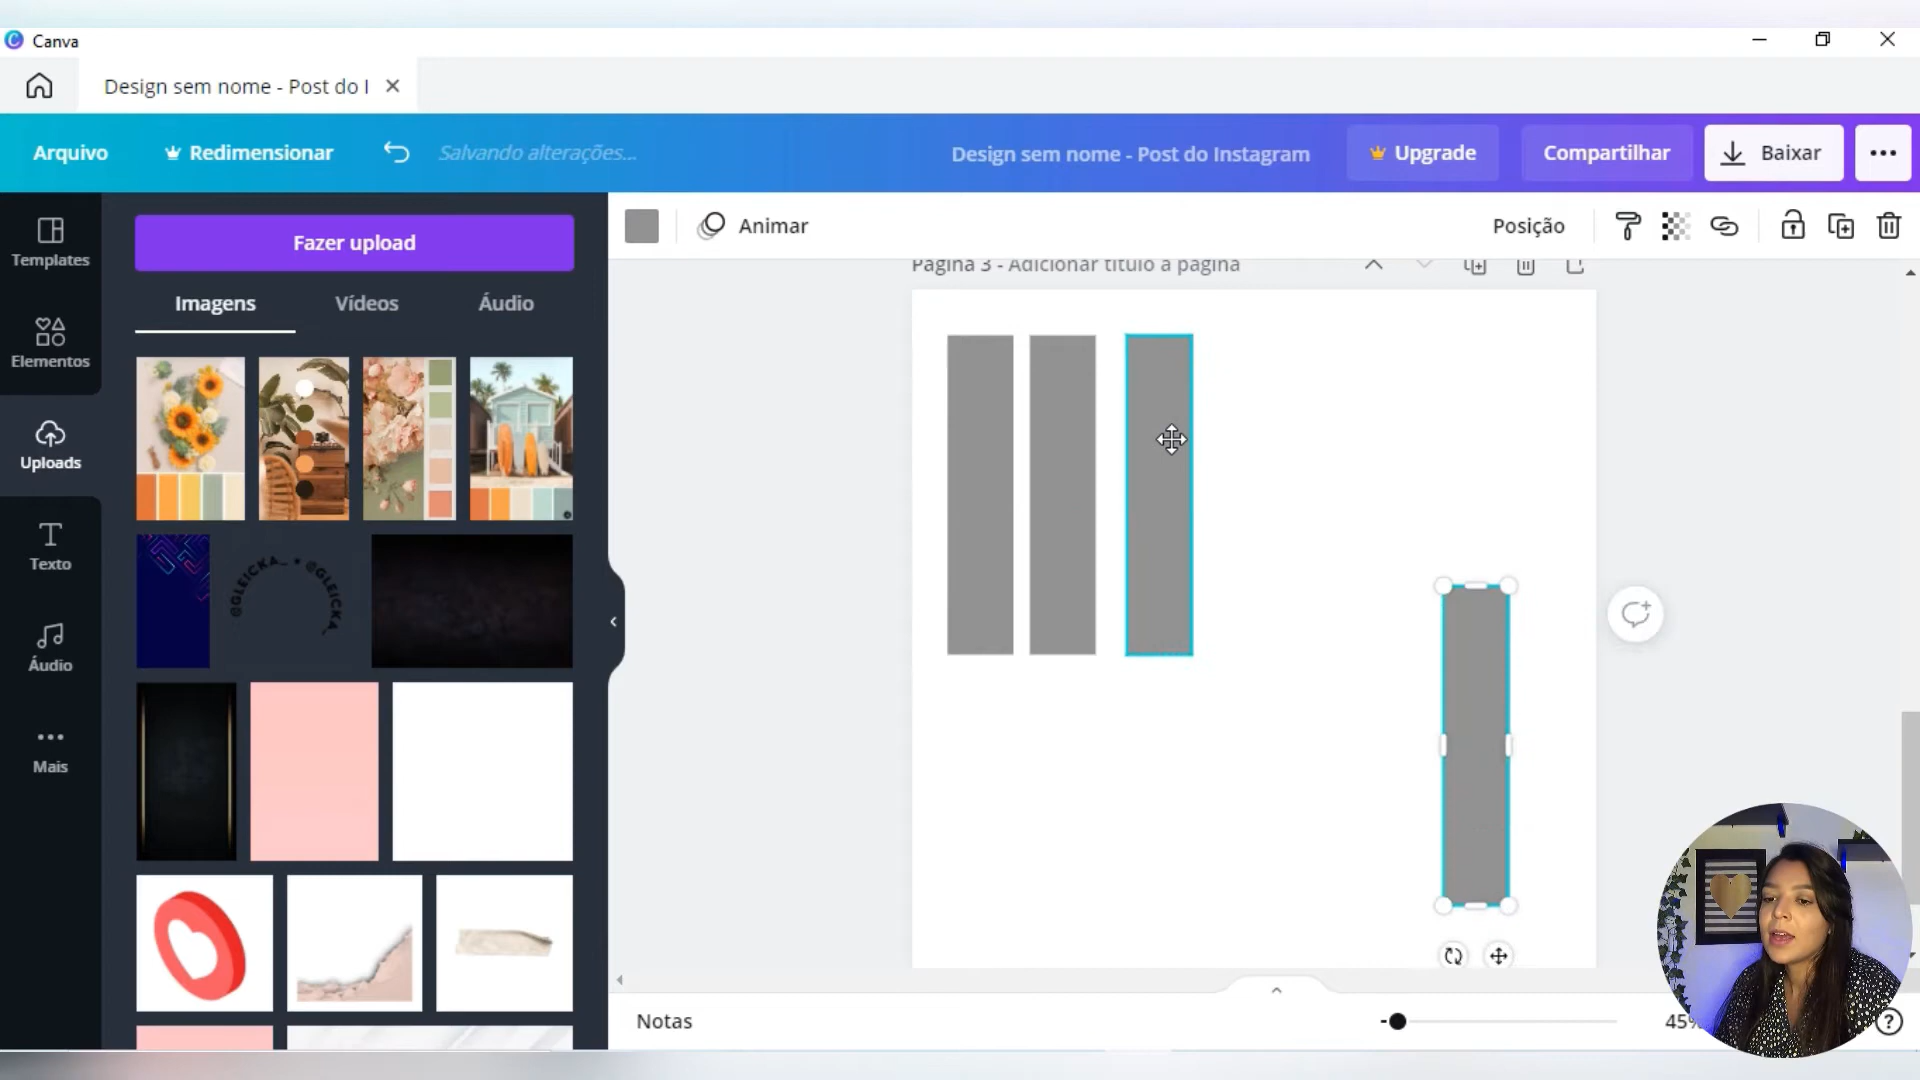 Canva
Design sem nome - Post do I
Arquivo
Redimensionar
Salvando alterações...
Design sem nome - Post do Instagram
Upgrade
Compartilhar
Baixar
Templates
Elementos
Uploads
Texto
Áudio
Mais
Fazer upload
Imagens
Vídeos
Áudio
@GLEICKA_ • @GLEICKA_
Animar
Posição
Página 3 - Adicionar título à página
Notas
45%